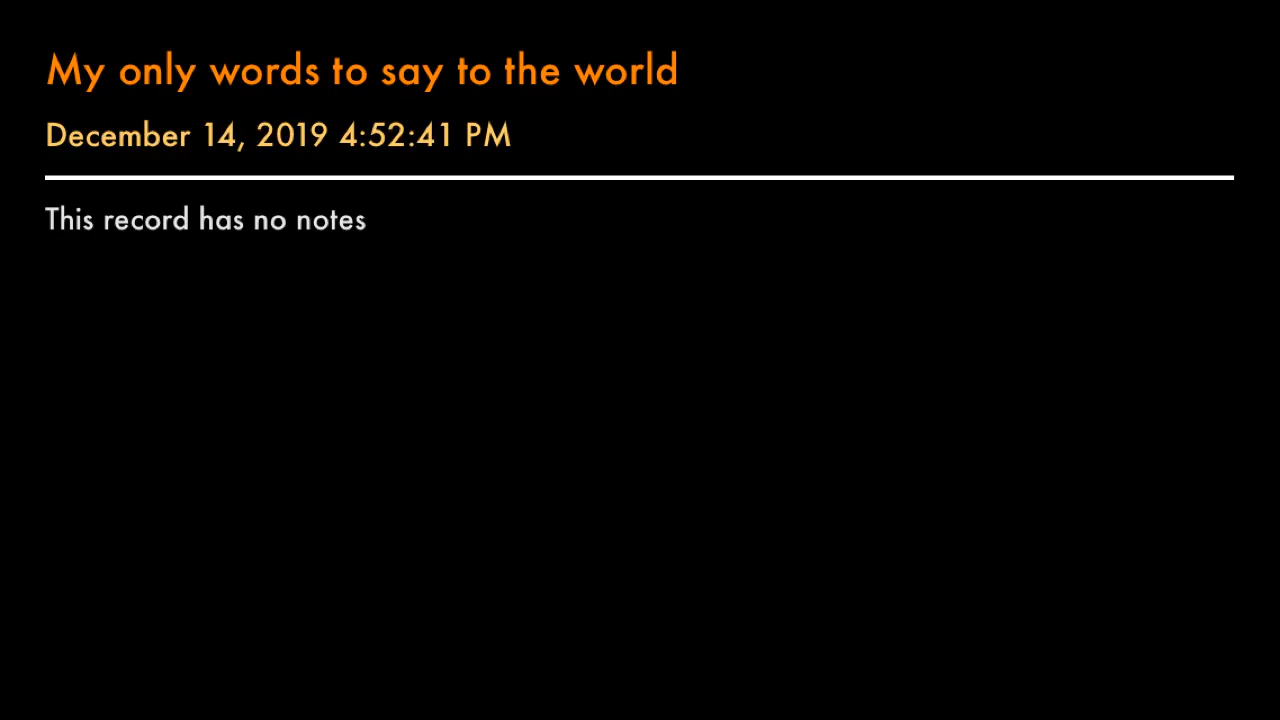 My only words to say to the world
December 14, 2019 4:52:41 PM
This record has no notes